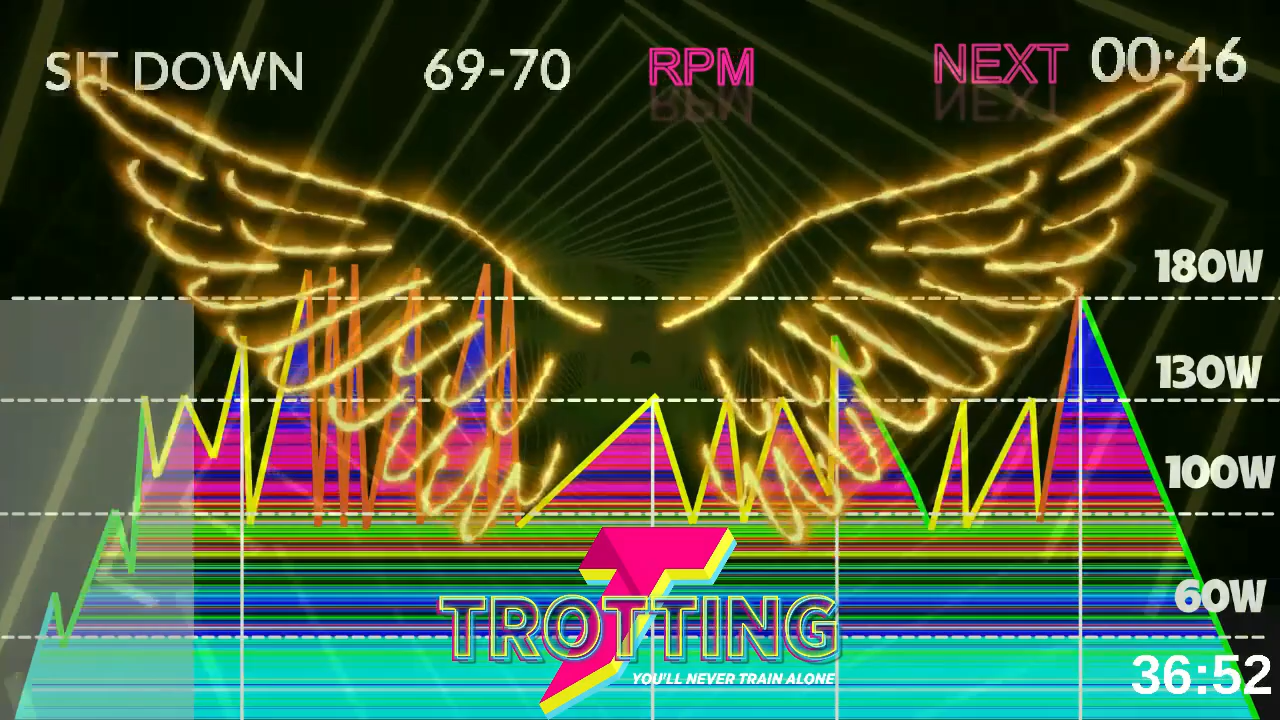 SIT DOWN 69-70 RPM NEXT 00:46
180W
130W
100W
60W
TROTTING
YOU'LL NEVER TRAIN ALONE
36:52